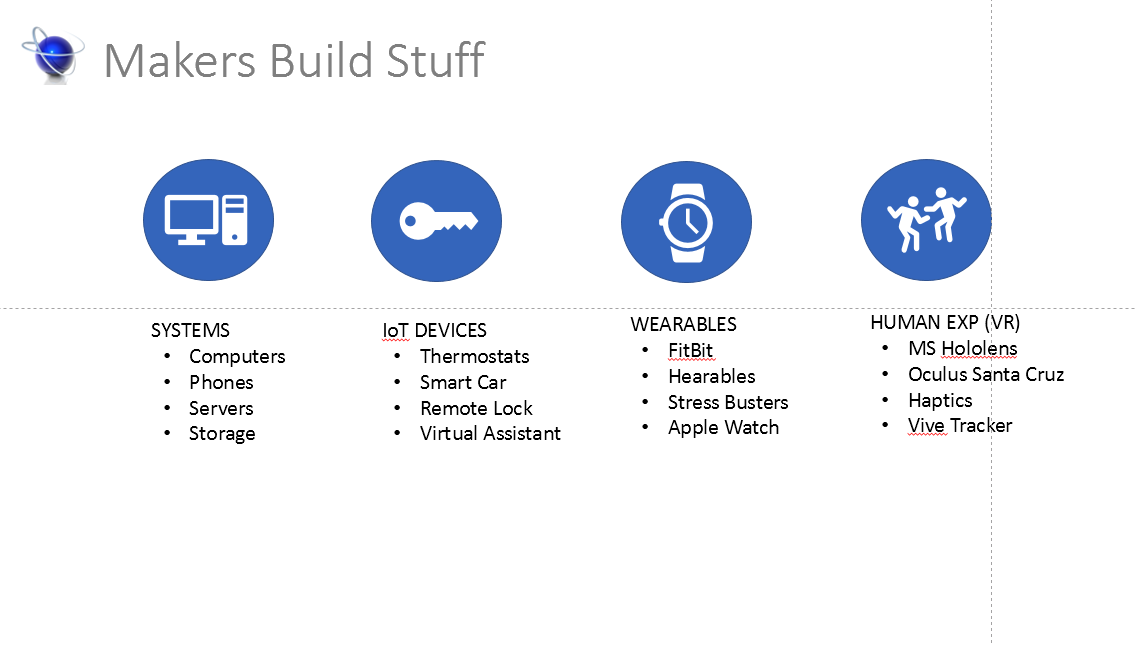 Makers Build Stuff
SYSTEMS
• Computers
• Phones
• Servers
• Storage
IoT DEVICES
• Thermostats
• Smart Car
• Remote Lock
• Virtual Assistant
WEARABLES
• FitBit
• Hearables
• Stress Busters
• Apple Watch
HUMAN EXP (VR)
• MS Hololens
• Oculus Santa Cruz
• Haptics
• Vive Tracker